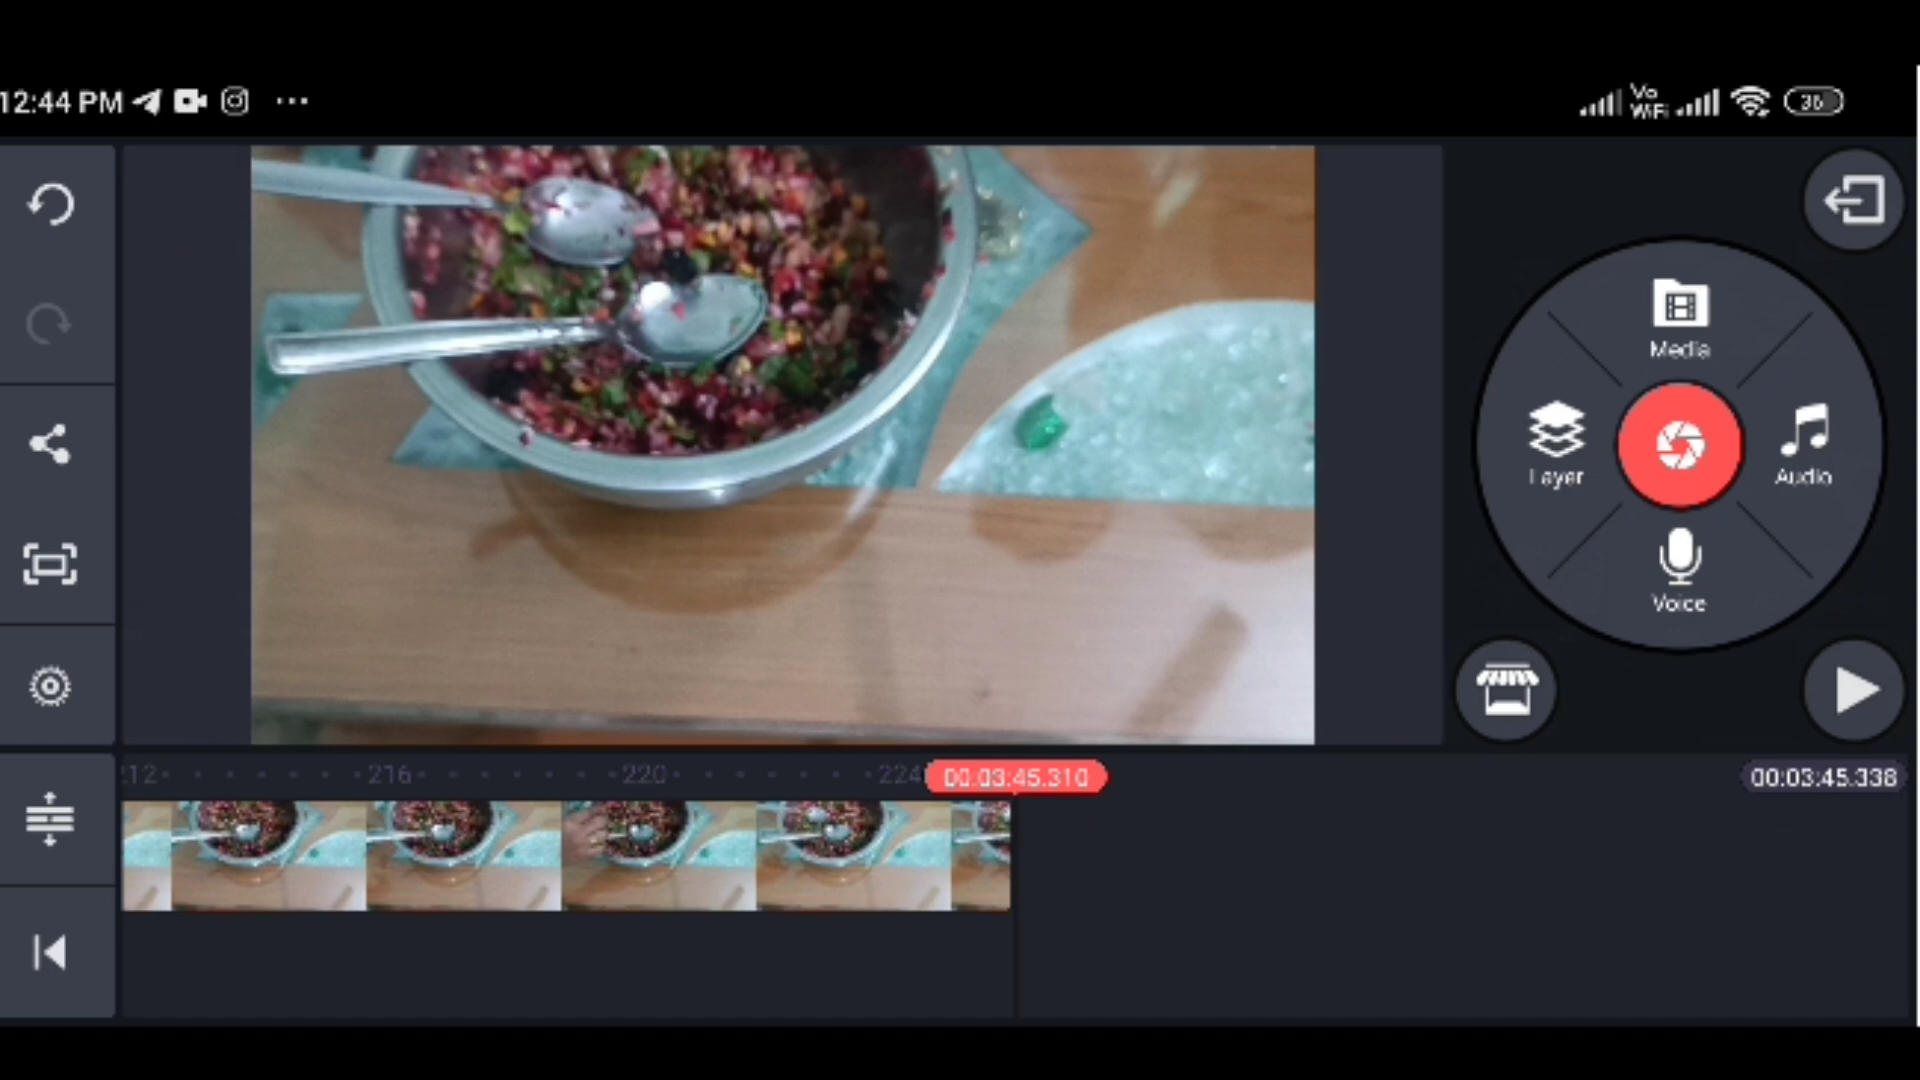 12:44 PM
Vo
WiFi
36
Media
Layer
Audio
Voice
12
216
220
224
00:03:45.310
00:03:45.338